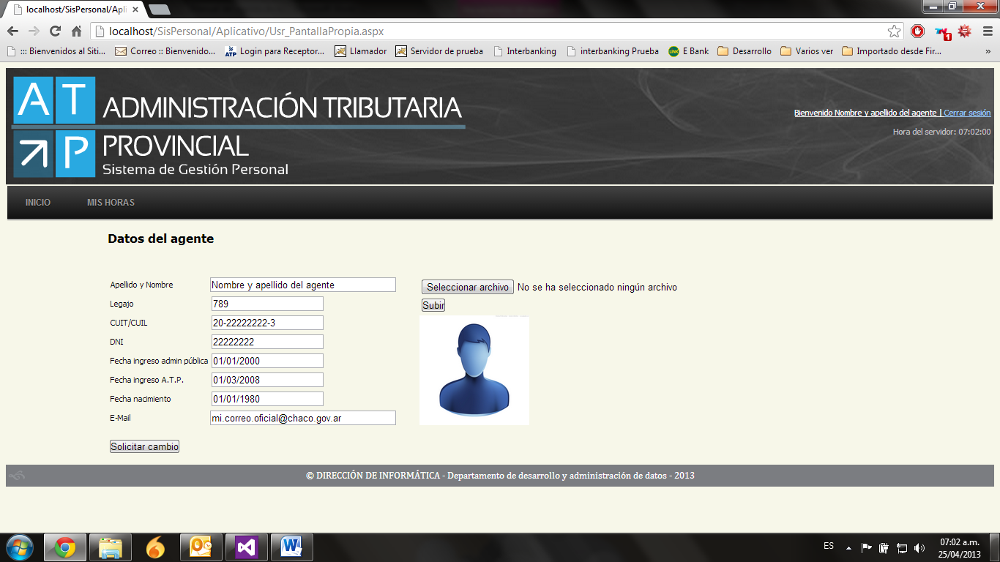 localhost/SisPersonal/Apli
localhost/SisPersonal/Aplicativo/Usr_PantallaPropia.aspx
1
::: Bienvenidos al Siti... Correo :: Bienvenido... ATP Login para Receptor... Llamador Servidor de prueba Interbanking interbanking Prueba LINK E Bank Desarrollo Varios ver Importado desde Fir... »
A T
P
ADMINISTRACIÓN TRIBUTARIA
PROVINCIAL
Sistema de Gestión Personal
Bienvenido Nombre y apellido del agente | Cerrar sesión
Hora del servidor: 07:02:00
INICIO MIS HORAS
Datos del agente
Apellido y Nombre Nombre y apellido del agente
Legajo 789
CUIT/CUIL 20-22222222-3
DNI 22222222
Fecha ingreso admin pública 01/01/2000
Fecha ingreso A.T.P. 01/03/2008
Fecha nacimiento 01/01/1980
E-Mail mi.correo.oficial@chaco.gov.ar
Solicitar cambio
Seleccionar archivo No se ha seleccionado ningún archivo
Subir
© DIRECCIÓN DE INFORMÁTICA - Departamento de desarrollo y administración de datos - 2013
ES
07:02 a.m.
25/04/2013